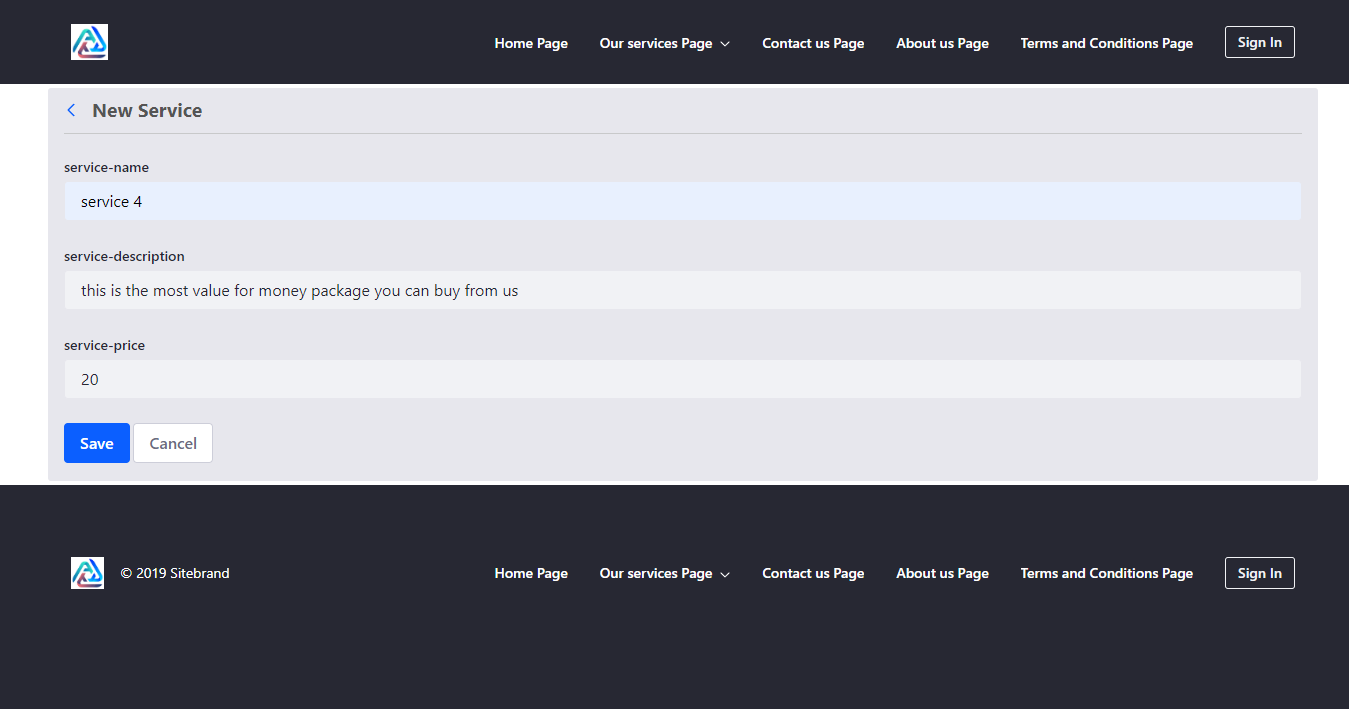 Home Page Our services Page Contact us Page About us Page Terms and Conditions Page Sign In
New Service
service-name
service 4
service-description
this is the most value for money package you can buy from us
service-price
20
Save Cancel
© 2019 Sitebrand Home Page Our services Page Contact us Page About us Page Terms and Conditions Page Sign In